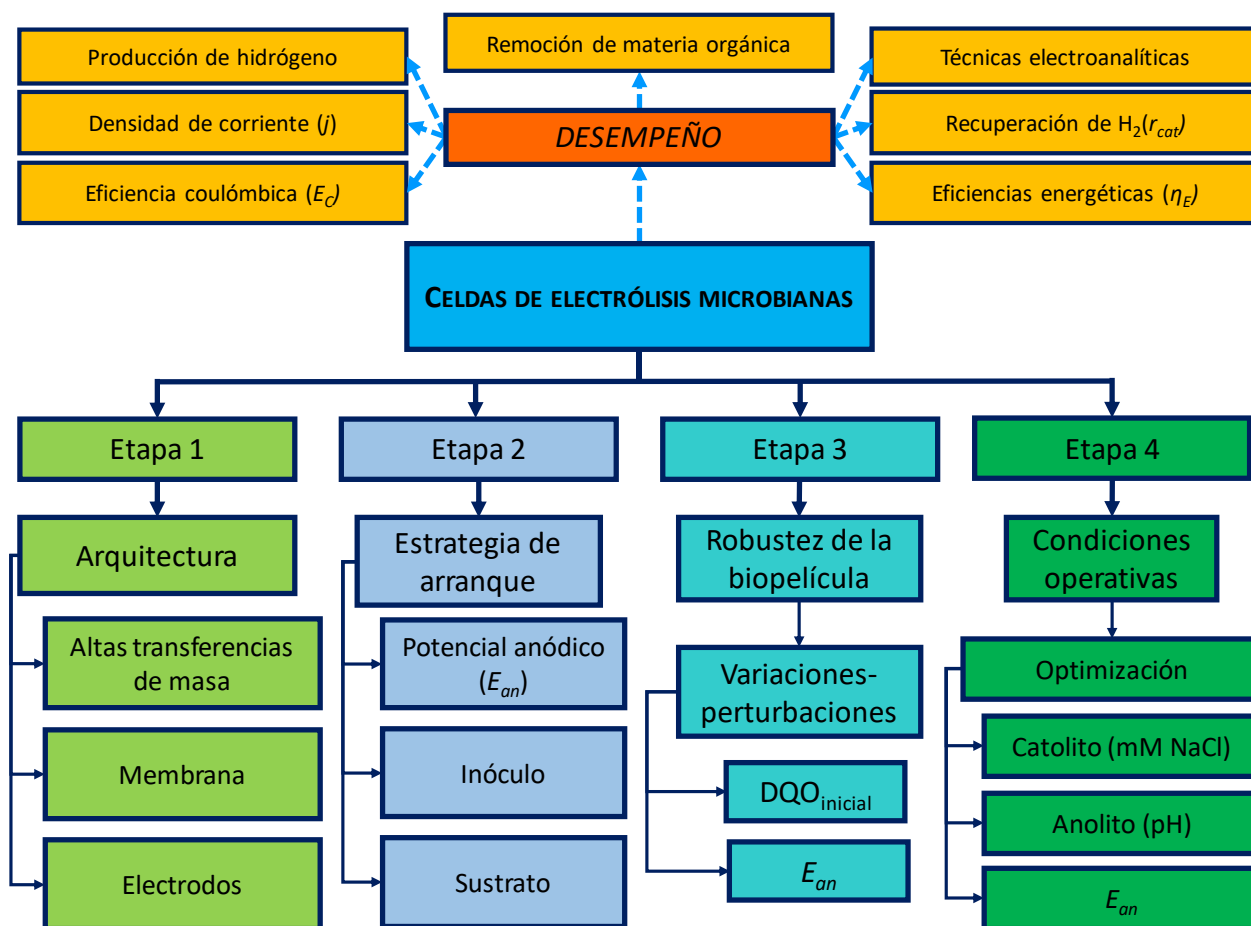 Producción de hidrógeno
Remoción de materia orgánica
Técnicas electroanalíticas
Densidad de corriente (j)
DESEMPEÑO
Recuperación de H2(rcat)
Eficiencia coulómbica (EC)
Eficiencias energéticas (ηE)
CELDAS DE ELECTRÓLISIS MICROBIANAS
Etapa 1
Etapa 2
Etapa 3
Etapa 4
Arquitectura
Altas transferencias
de masa
Membrana
Electrodos
Estrategia de
arranque
Potencial anódico
(Ean)
Inóculo
Sustrato
Robustez de la
biopelícula
Variaciones-
perturbaciones
DQOinicial
Ean
Condiciones
operativas
Optimización
Catolito (mM NaCl)
Anolito (pH)
Ean